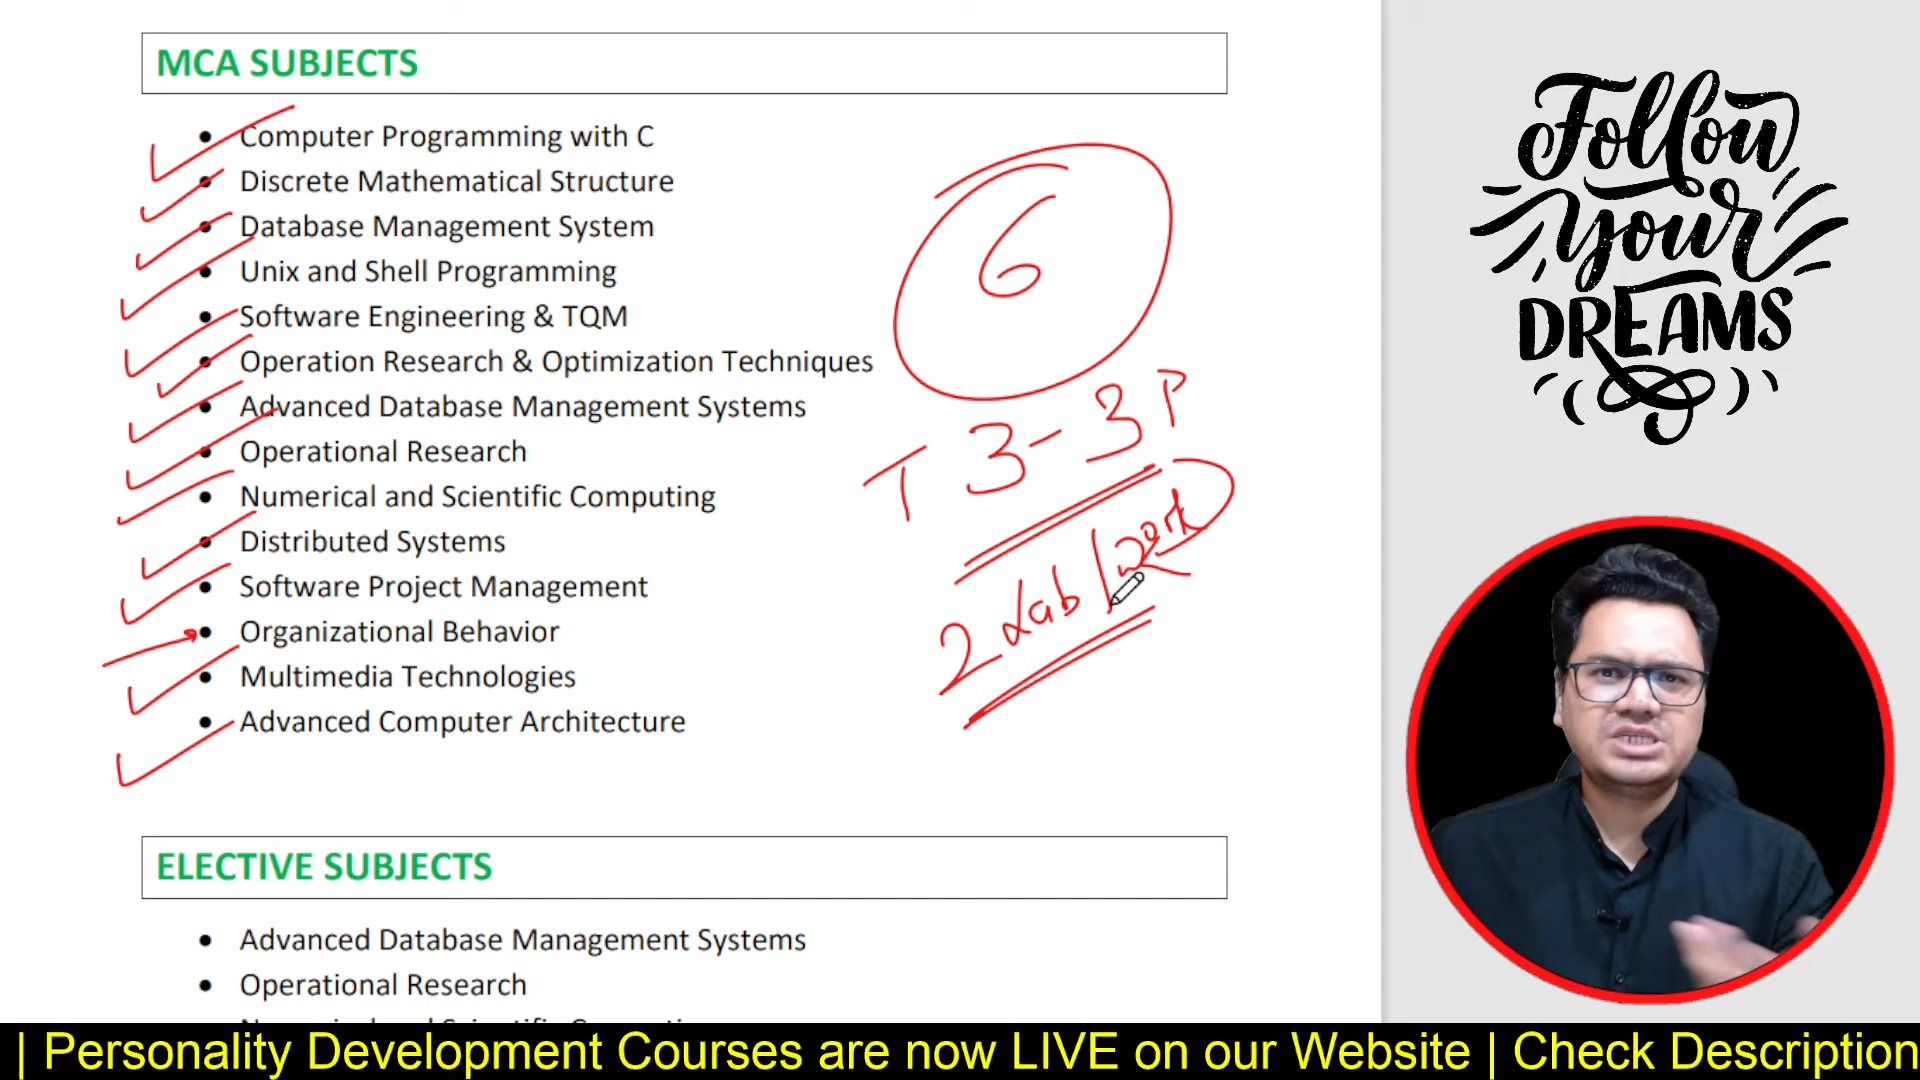 MCA SUBJECTS
• Computer Programming with C
• Discrete Mathematical Structure
• Database Management System
• Unix and Shell Programming
• Software Engineering & TQM
• Operation Research & Optimization Techniques
• Advanced Database Management Systems
• Operational Research
• Numerical and Scientific Computing
• Distributed Systems
• Software Project Management
• Organizational Behavior
• Multimedia Technologies
• Advanced Computer Architecture
6
T 3-3 P
2 Lab/work
ELECTIVE SUBJECTS
• Advanced Database Management Systems
• Operational Research
Follow
your
DREAMS
| Personality Development Courses are now LIVE on our Website | Check Description